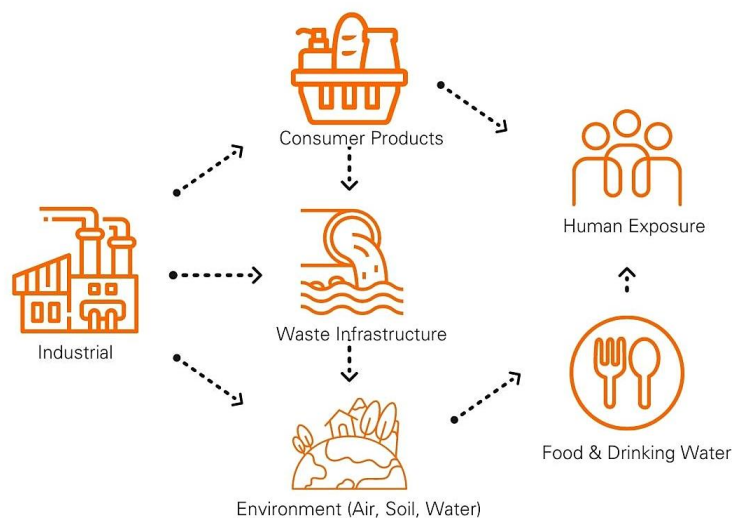 Consumer Products
Human Exposure
Waste Infrastructure
Industrial
Food & Drinking Water
Environment (Air, Soil, Water)